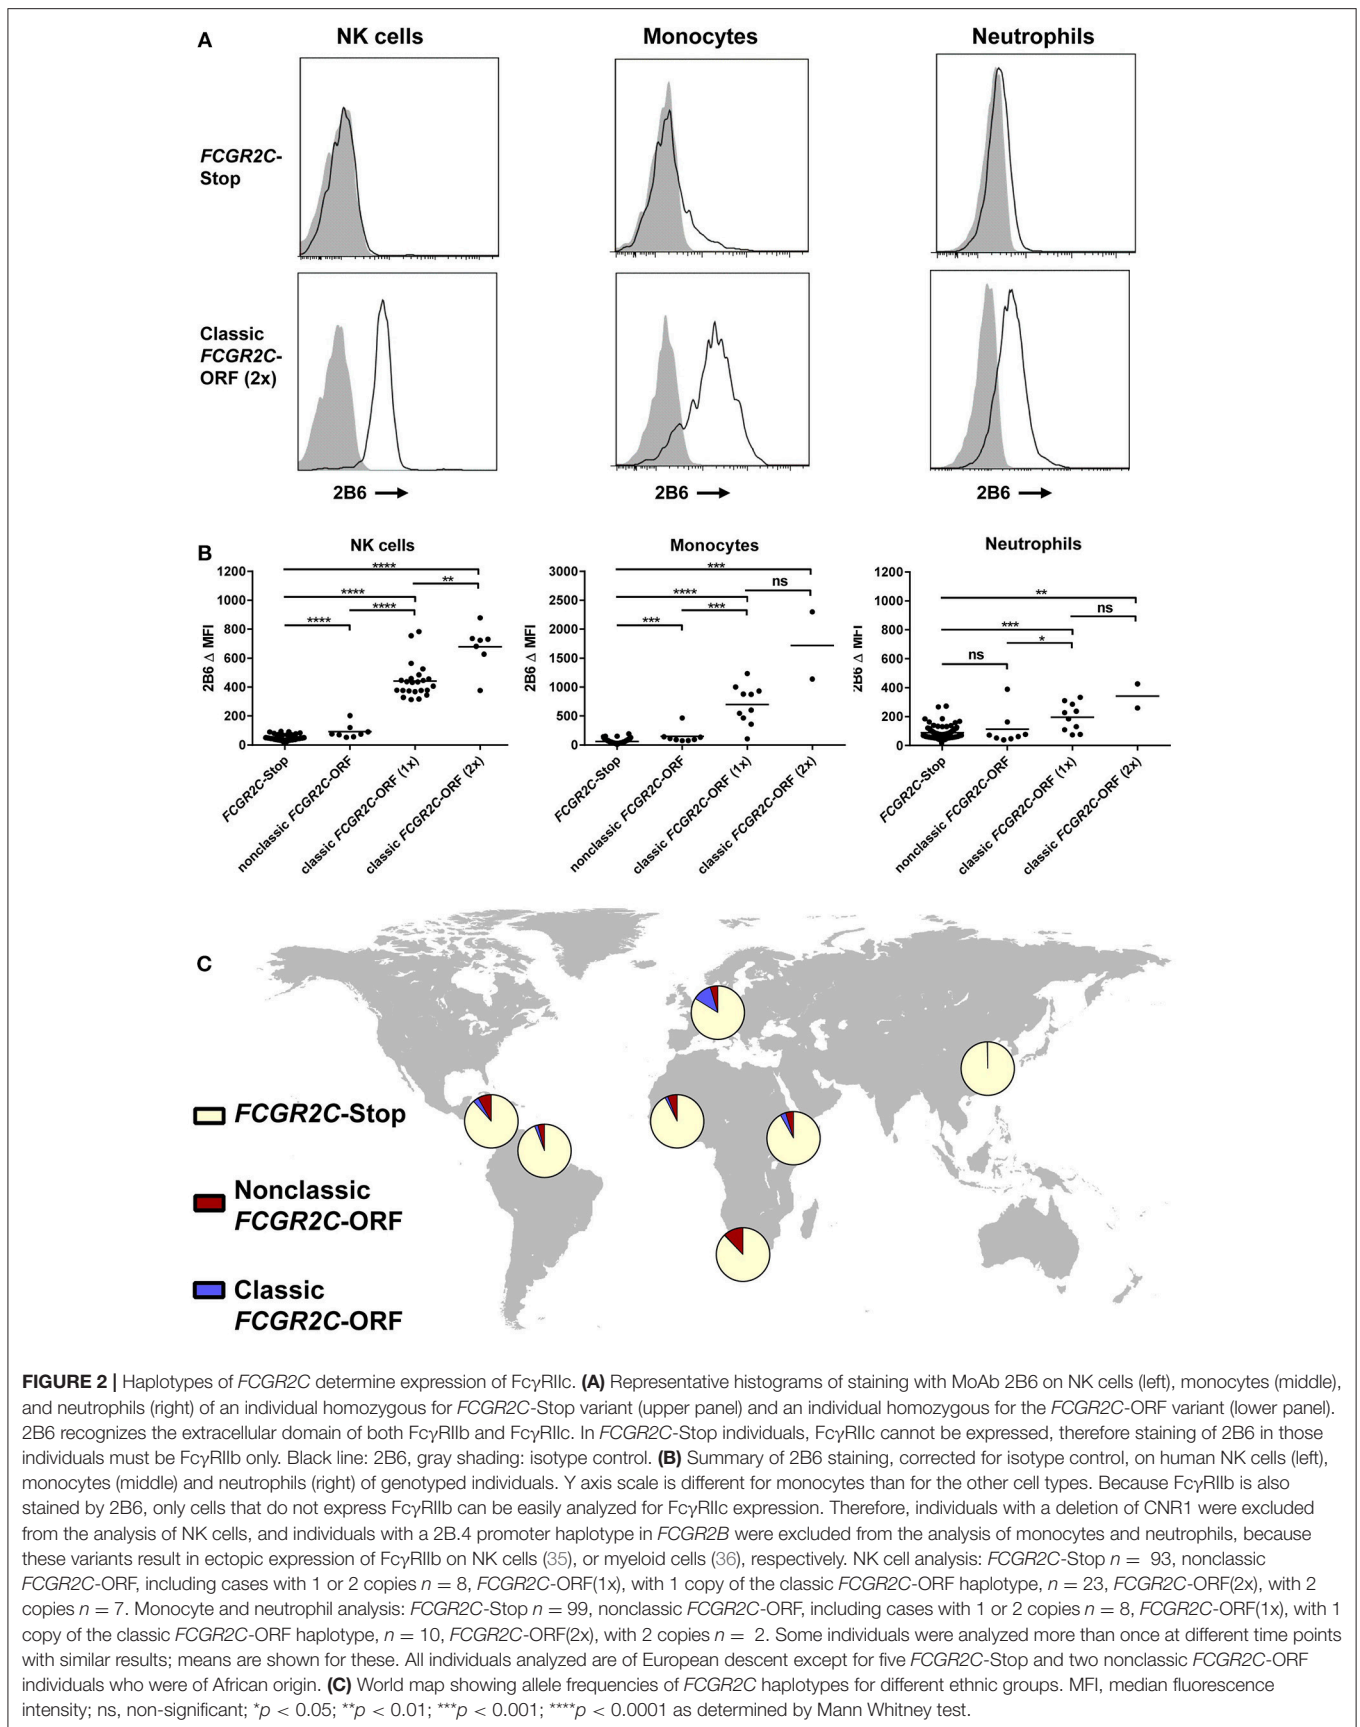 A
NK cells
Monocytes
Neutrophils
FCGR2C-
Stop
Classic
FCGR2C-
ORF (2x)
2B6
2B6
2B6
B
NK cells
2B6 Δ MFI
1200
1000
800
600
400
200
0
****
**
****
****
****
FCGR2C-Stop
nonclassic FCGR2C-ORF
classic FCGR2C-ORF (1x)
classic FCGR2C-ORF (2x)
Monocytes
2B6 Δ MFI
3000
2500
2000
1500
1000
500
0
***
ns
****
***
***
FCGR2C-Stop
nonclassic FCGR2C-ORF
classic FCGR2C-ORF (1x)
classic FCGR2C-ORF (2x)
Neutrophils
2B6 Δ MFI
1200
1000
800
600
400
200
0
**
ns
***
*
ns
FCGR2C-Stop
nonclassic FCGR2C-ORF
classic FCGR2C-ORF (1x)
classic FCGR2C-ORF (2x)
C
FCGR2C-Stop
Nonclassic
FCGR2C-ORF
Classic
FCGR2C-ORF
FIGURE 2 | Haplotypes of FCGR2C determine expression of FcγRIIc. (A) Representative histograms of staining with MoAb 2B6 on NK cells (left), monocytes (middle),
and neutrophils (right) of an individual homozygous for FCGR2C-Stop variant (upper panel) and an individual homozygous for the FCGR2C-ORF variant (lower panel).
2B6 recognizes the extracellular domain of both FcγRIIb and FcγRIIc. In FCGR2C-Stop individuals, FcγRIIc cannot be expressed, therefore staining of 2B6 in those
individuals must be FcγRIIb only. Black line: 2B6, gray shading: isotype control. (B) Summary of 2B6 staining, corrected for isotype control, on human NK cells (left),
monocytes (middle) and neutrophils (right) of genotyped individuals. Y axis scale is different for monocytes than for the other cell types. Because FcγRIIb is also
stained by 2B6, only cells that do not express FcγRIIb can be easily analyzed for FcγRIIc expression. Therefore, individuals with a deletion of CNR1 were excluded
from the analysis of NK cells, and individuals with a 2B.4 promoter haplotype in FCGR2B were excluded from the analysis of monocytes and neutrophils, because
these variants result in ectopic expression of FcγRIIb on NK cells (35), or myeloid cells (36), respectively. NK cell analysis: FCGR2C-Stop n = 93, nonclassic
FCGR2C-ORF, including cases with 1 or 2 copies n = 8, FCGR2C-ORF(1x), with 1 copy of the classic FCGR2C-ORF haplotype, n = 23, FCGR2C-ORF(2x), with 2
copies n = 7. Monocyte and neutrophil analysis: FCGR2C-Stop n = 99, nonclassic FCGR2C-ORF, including cases with 1 or 2 copies n = 8, FCGR2C-ORF(1x), with 1
copy of the classic FCGR2C-ORF haplotype, n = 10, FCGR2C-ORF(2x), with 2 copies n = 2. Some individuals were analyzed more than once at different time points
with similar results; means are shown for these. All individuals analyzed are of European descent except for five FCGR2C-Stop and two nonclassic FCGR2C-ORF
individuals who were of African origin. (C) World map showing allele frequencies of FCGR2C haplotypes for different ethnic groups. MFI, median fluorescence
intensity; ns, non-significant; *p < 0.05; **p < 0.01; ***p < 0.001; ****p < 0.0001 as determined by Mann Whitney test.